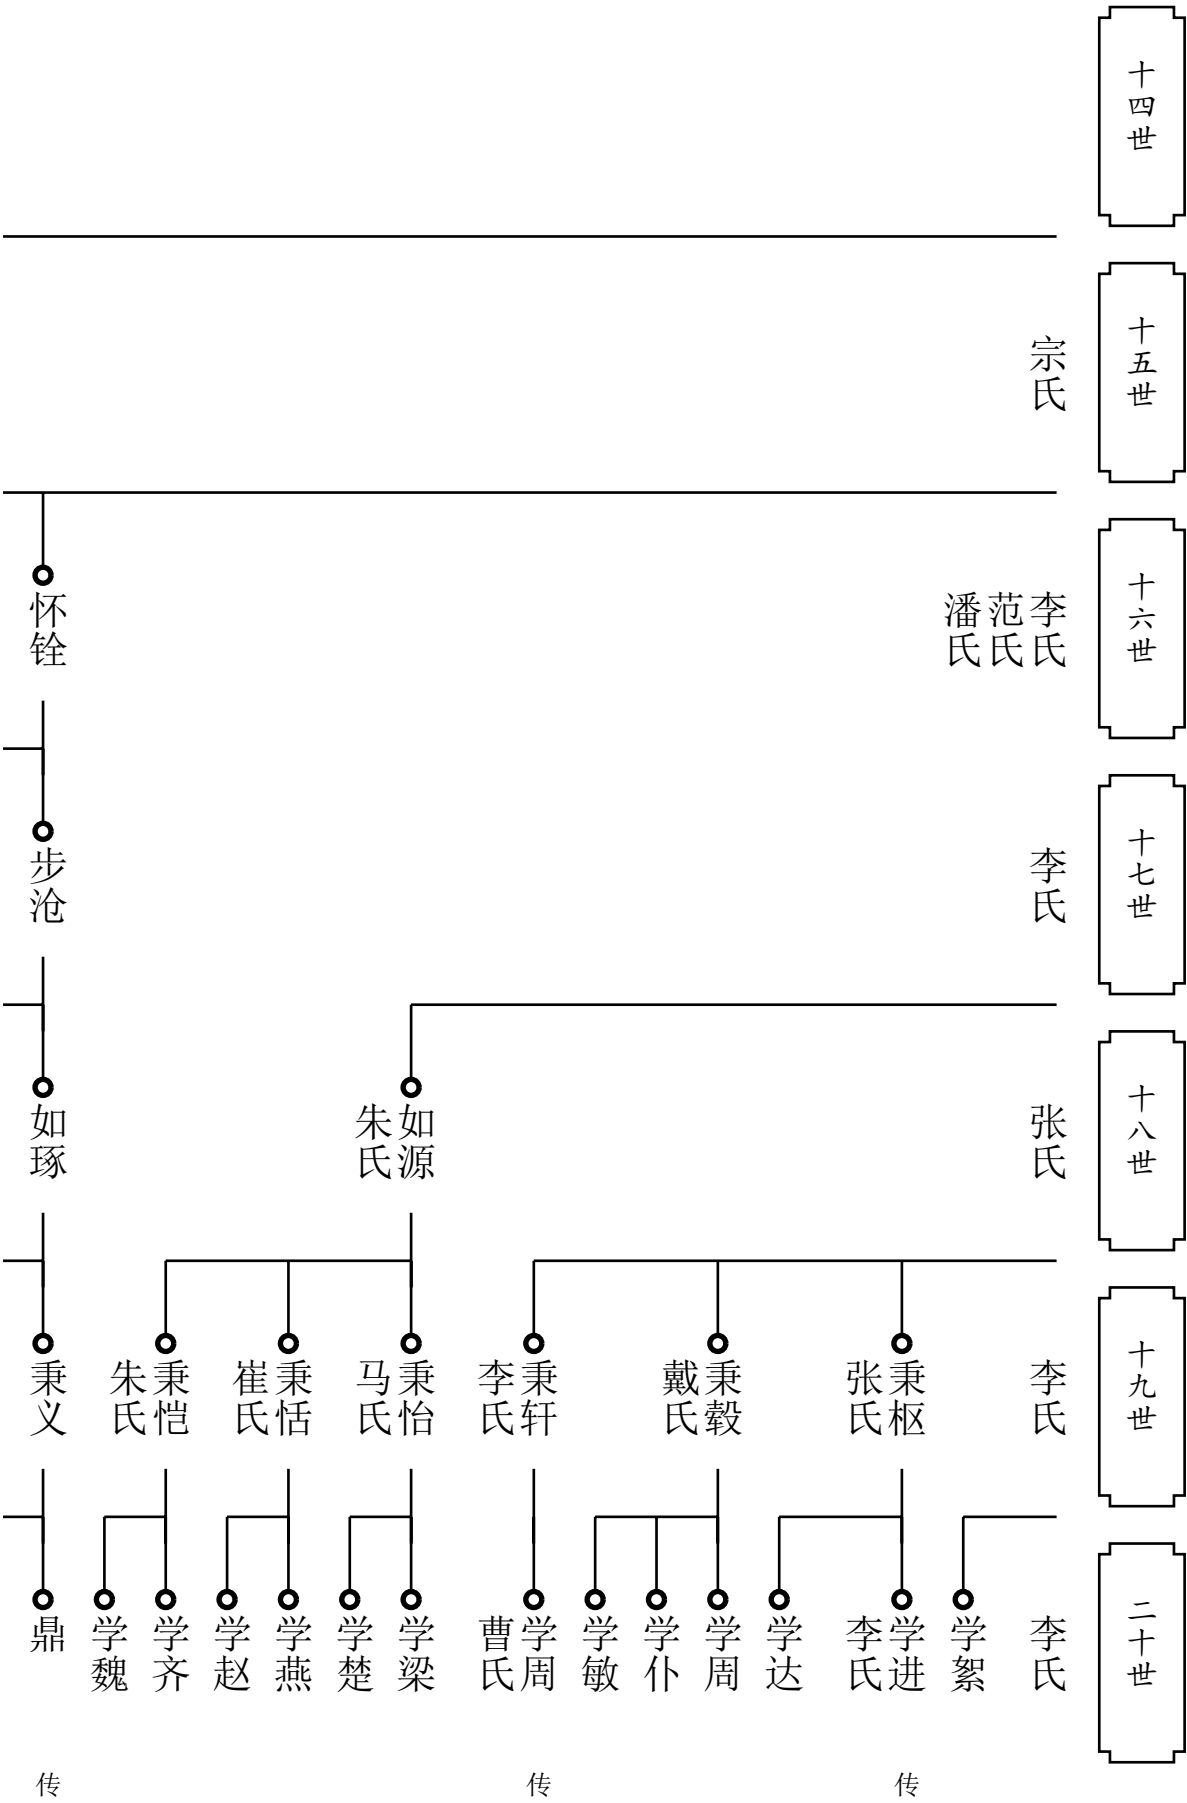 十四世
十五世
十六世
十七世
十八世
十九世
二十世
宗氏
李氏
范氏
潘氏
李氏
张氏
李氏
李氏
学絮
秉枢
张氏
学进
李氏
传
学达
秉毂
戴氏
学周
学仆
学敏
秉轩
李氏
学周
曹氏
传
如源
朱氏
秉怡
马氏
学梁
学楚
秉恬
崔氏
学燕
学赵
秉恺
朱氏
学齐
学魏
怀铨
步沧
如琢
秉义
鼎
传